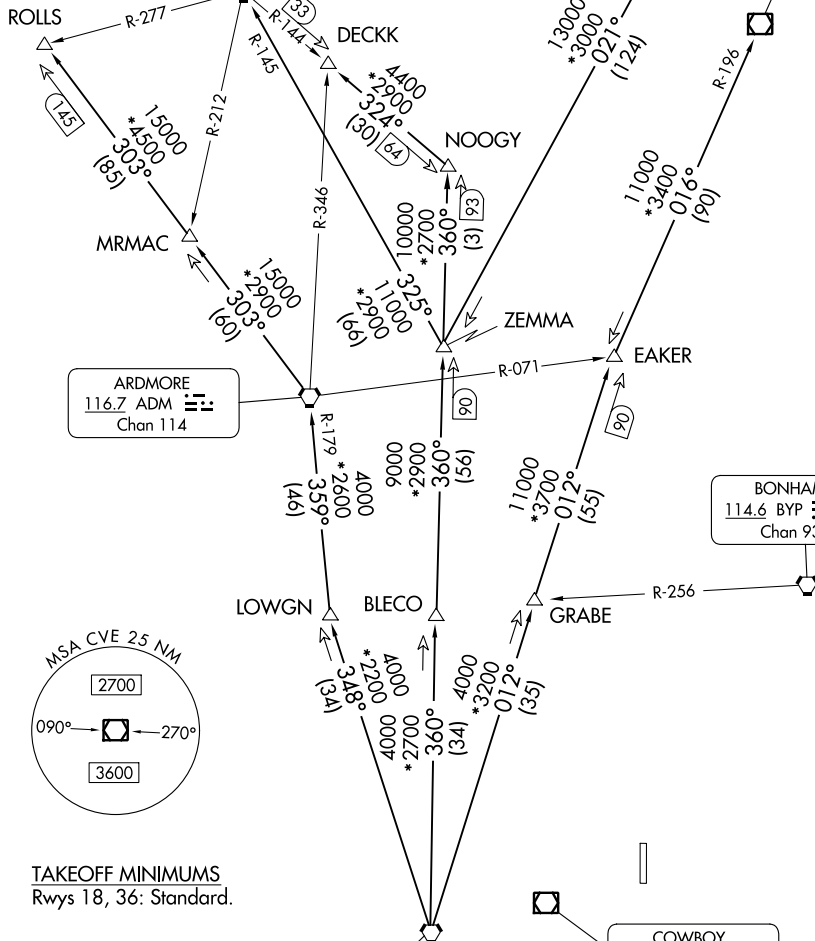 ROLLS
R-277
33
R-144
DECKK
R-145
13000
*3000
021°
(124)
R-196
145
15000
*4500
303°
(85)
R-212
4400
*2900
324°
(30)
64
NOOGY
93
R-346
10000
*2700
360°
(3)
11000
*3400
016°
(90)
MRMAC
15000
*2900
303°
(60)
325°
11000
*2900
(66)
ZEMMA
EAKER
R-071
ARDMORE
116.7 ADM
Chan 114
90
90
R-179
4000
*2600
359°
(46)
9000
*2900
360°
(56)
11000
*3700
012°
(55)
BONHAM
114.6 BYP
Chan 93
R-256
LOWGN
BLECO
GRABE
MSA CVE 25 NM
2700
090°
270°
3600
4000
*2200
348°
(34)
4000
*2700
360°
(34)
4000
*3200
012°
(35)
TAKEOFF MINIMUMS
Rwys 18, 36: Standard.
COWBOY